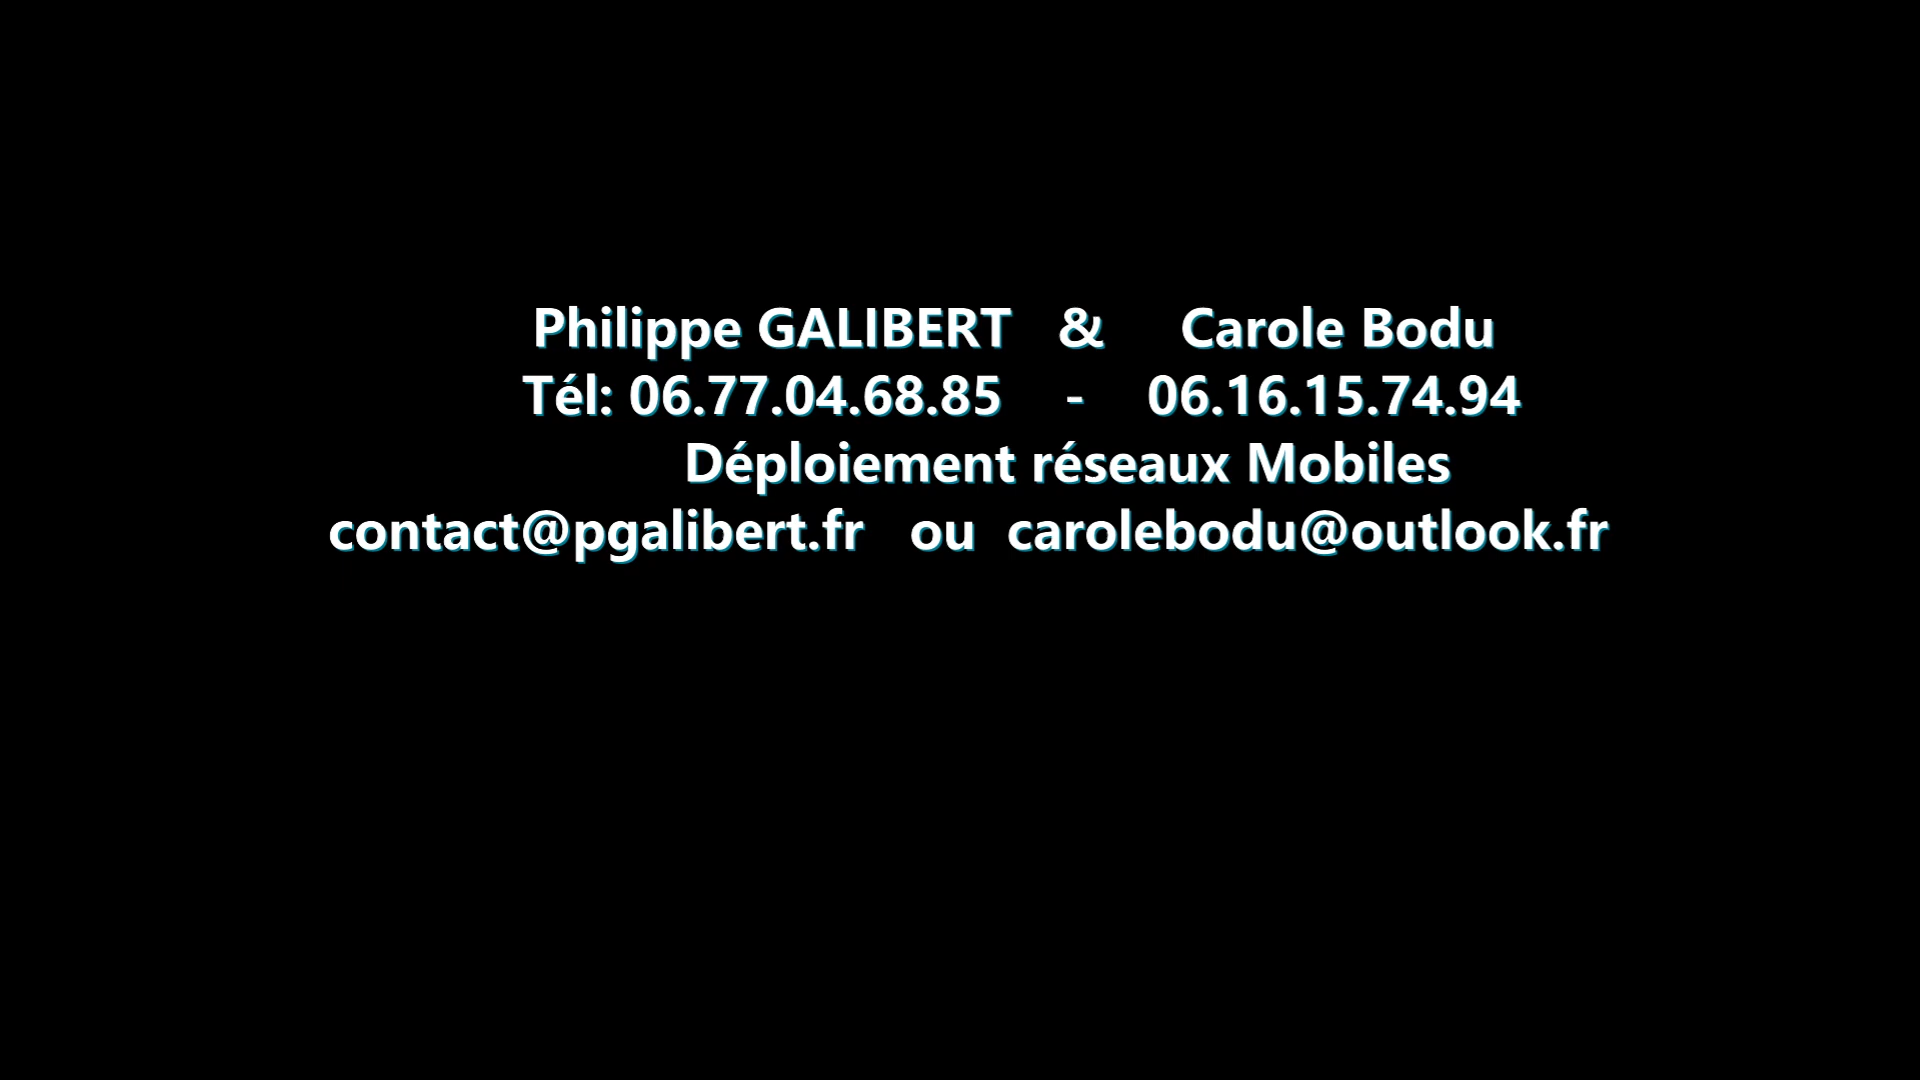 Philippe GALIBERT & Carole Bodu
Tél: 06.77.04.68.85 - 06.16.15.74.94
Déploiement réseaux Mobiles
contact@pgalibert.fr ou carolebodu@outlook.fr